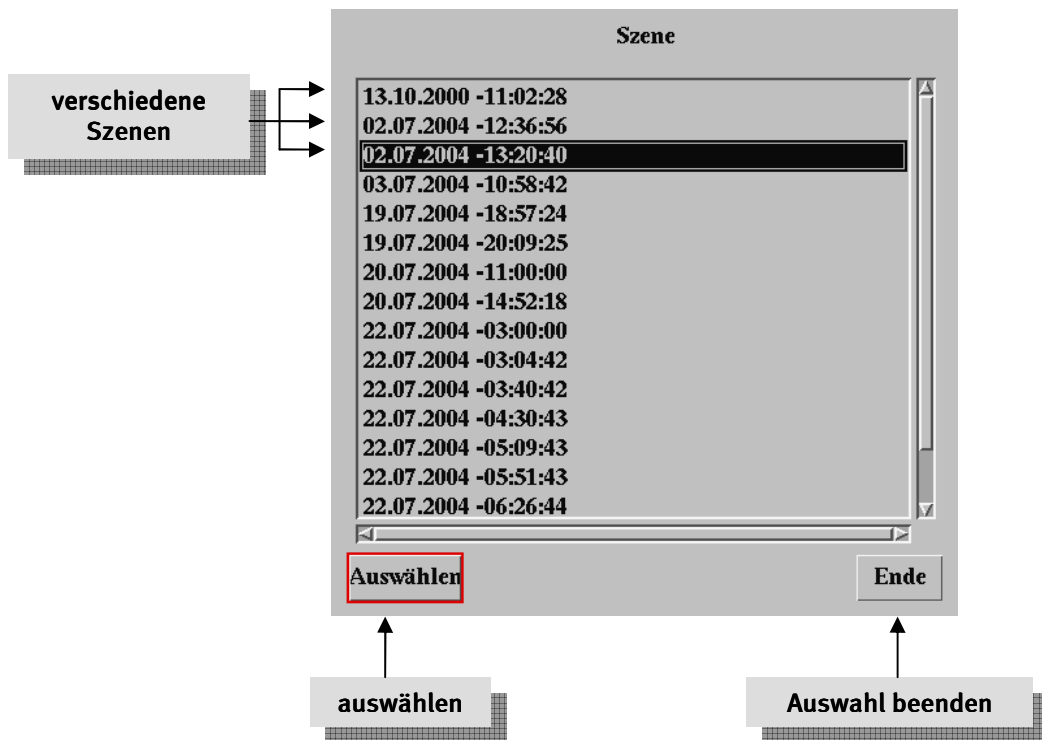 Szene
verschiedene
Szenen
13.10.2000 -11:02:28
02.07.2004 -12:36:56
02.07.2004 -13:20:40
03.07.2004 -10:58:42
19.07.2004 -18:57:24
19.07.2004 -20:09:25
20.07.2004 -11:00:00
20.07.2004 -14:52:18
22.07.2004 -03:00:00
22.07.2004 -03:04:42
22.07.2004 -03:40:42
22.07.2004 -04:30:43
22.07.2004 -05:09:43
22.07.2004 -05:51:43
22.07.2004 -06:26:44
Auswählen
Ende
auswählen
Auswahl beenden